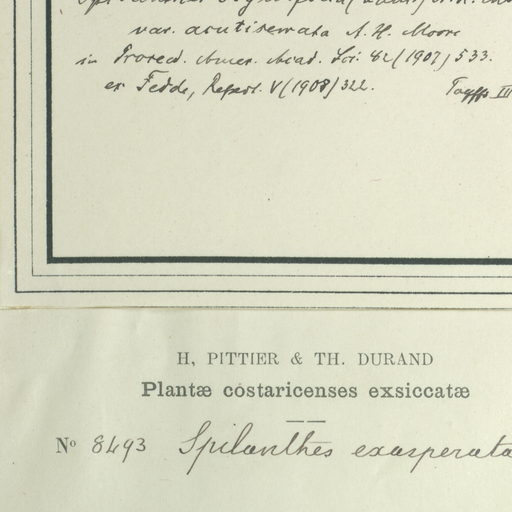 var. acutiserrata A. H. Moore
in Proced. Amer. Acad. Sci. 42 (1907) 533.
ex Fedde, Repert. V (1908) 322.
H, PITTIER & TH. DURAND
Plantæ costaricenses exsiccatæ
Nº 8493 Spilanthes exasperata